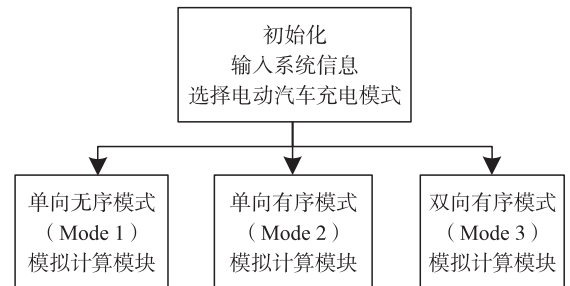 初始化
输入系统信息
选择电动汽车充电模式
单向无序模式
（Mode 1）
模拟计算模块
单向有序模式
（Mode 2）
模拟计算模块
双向有序模式
（Mode 3）
模拟计算模块